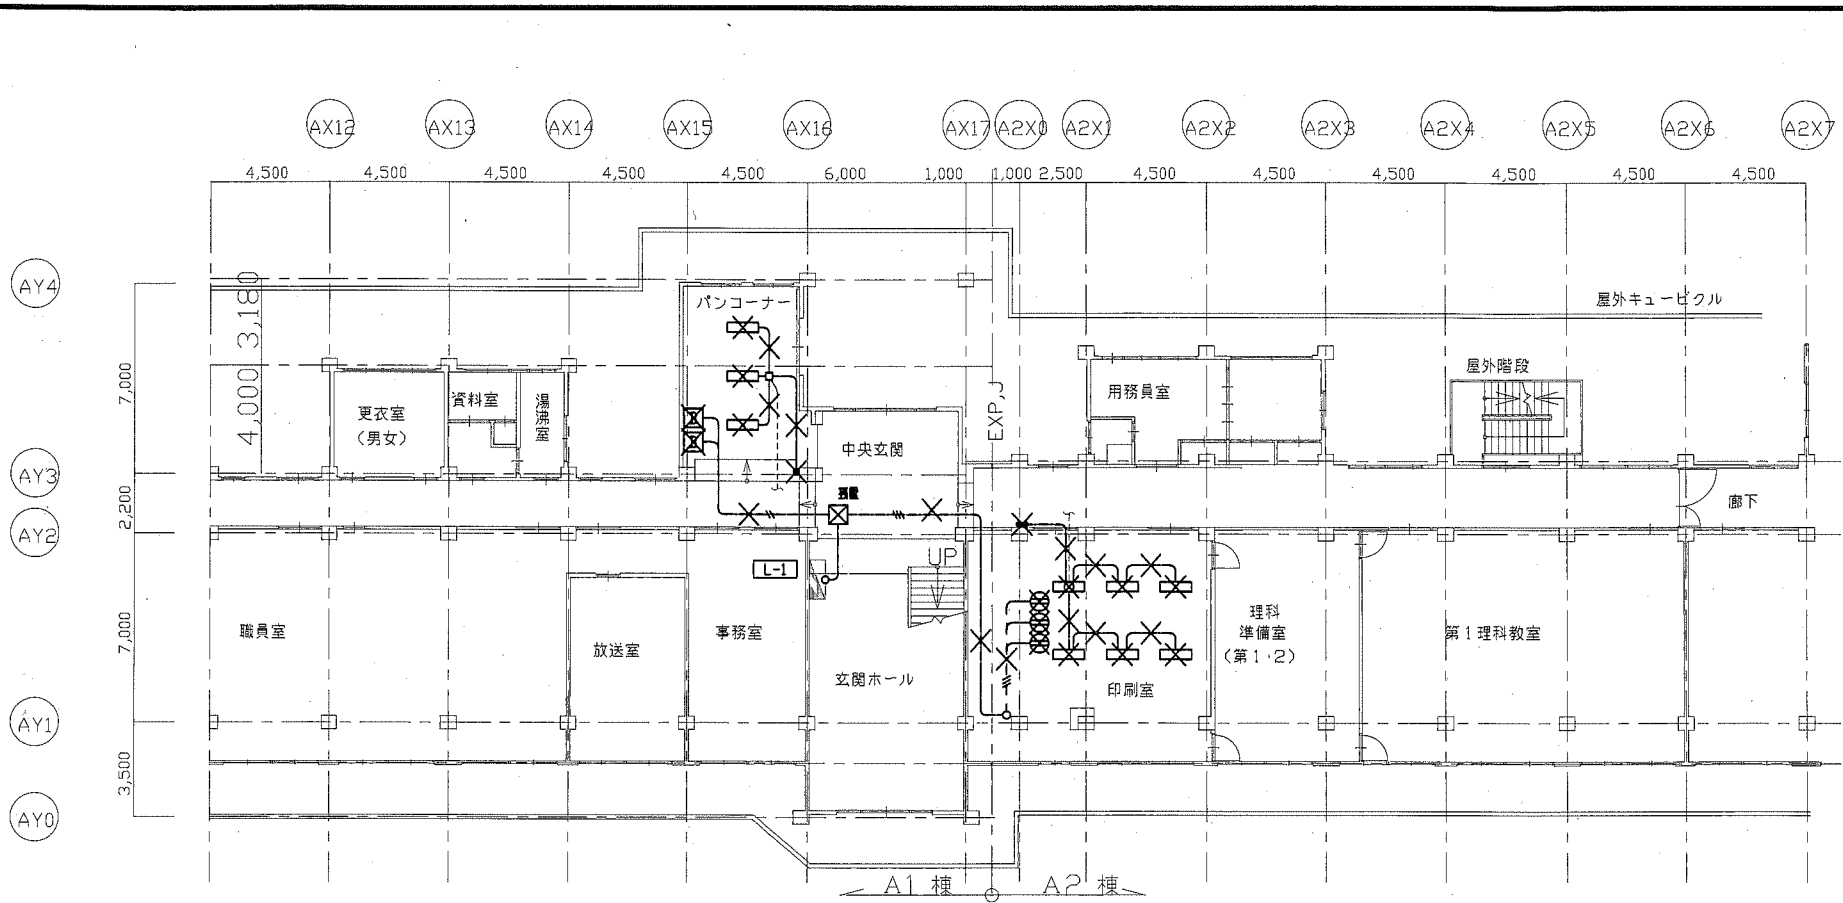 AX12 AX13 AX14 AX15 AX16 AX17 A2X0 A2X1 A2X2 A2X3 A2X4 A2X5 A2X6 A2X7
4,500 4,500 4,500 4,500 4,500 6,000 1,000 1,000 2,500 4,500 4,500 4,500 4,500 4,500 4,500
AY4
3,180
パンコーナー
屋外キュービクル
7,000
4,000
更衣室
(男女)
資料室
湯沸室
中央玄関
EXP,J
用務員室
屋外階段
AY3
2,200
廊下
AY2
L-1
UP
7,000
職員室
放送室
事務室
玄関ホール
印刷室
理科
準備室
(第1・2)
第1理科教室
AY1
3,500
AY0
A1 棟
A2 棟